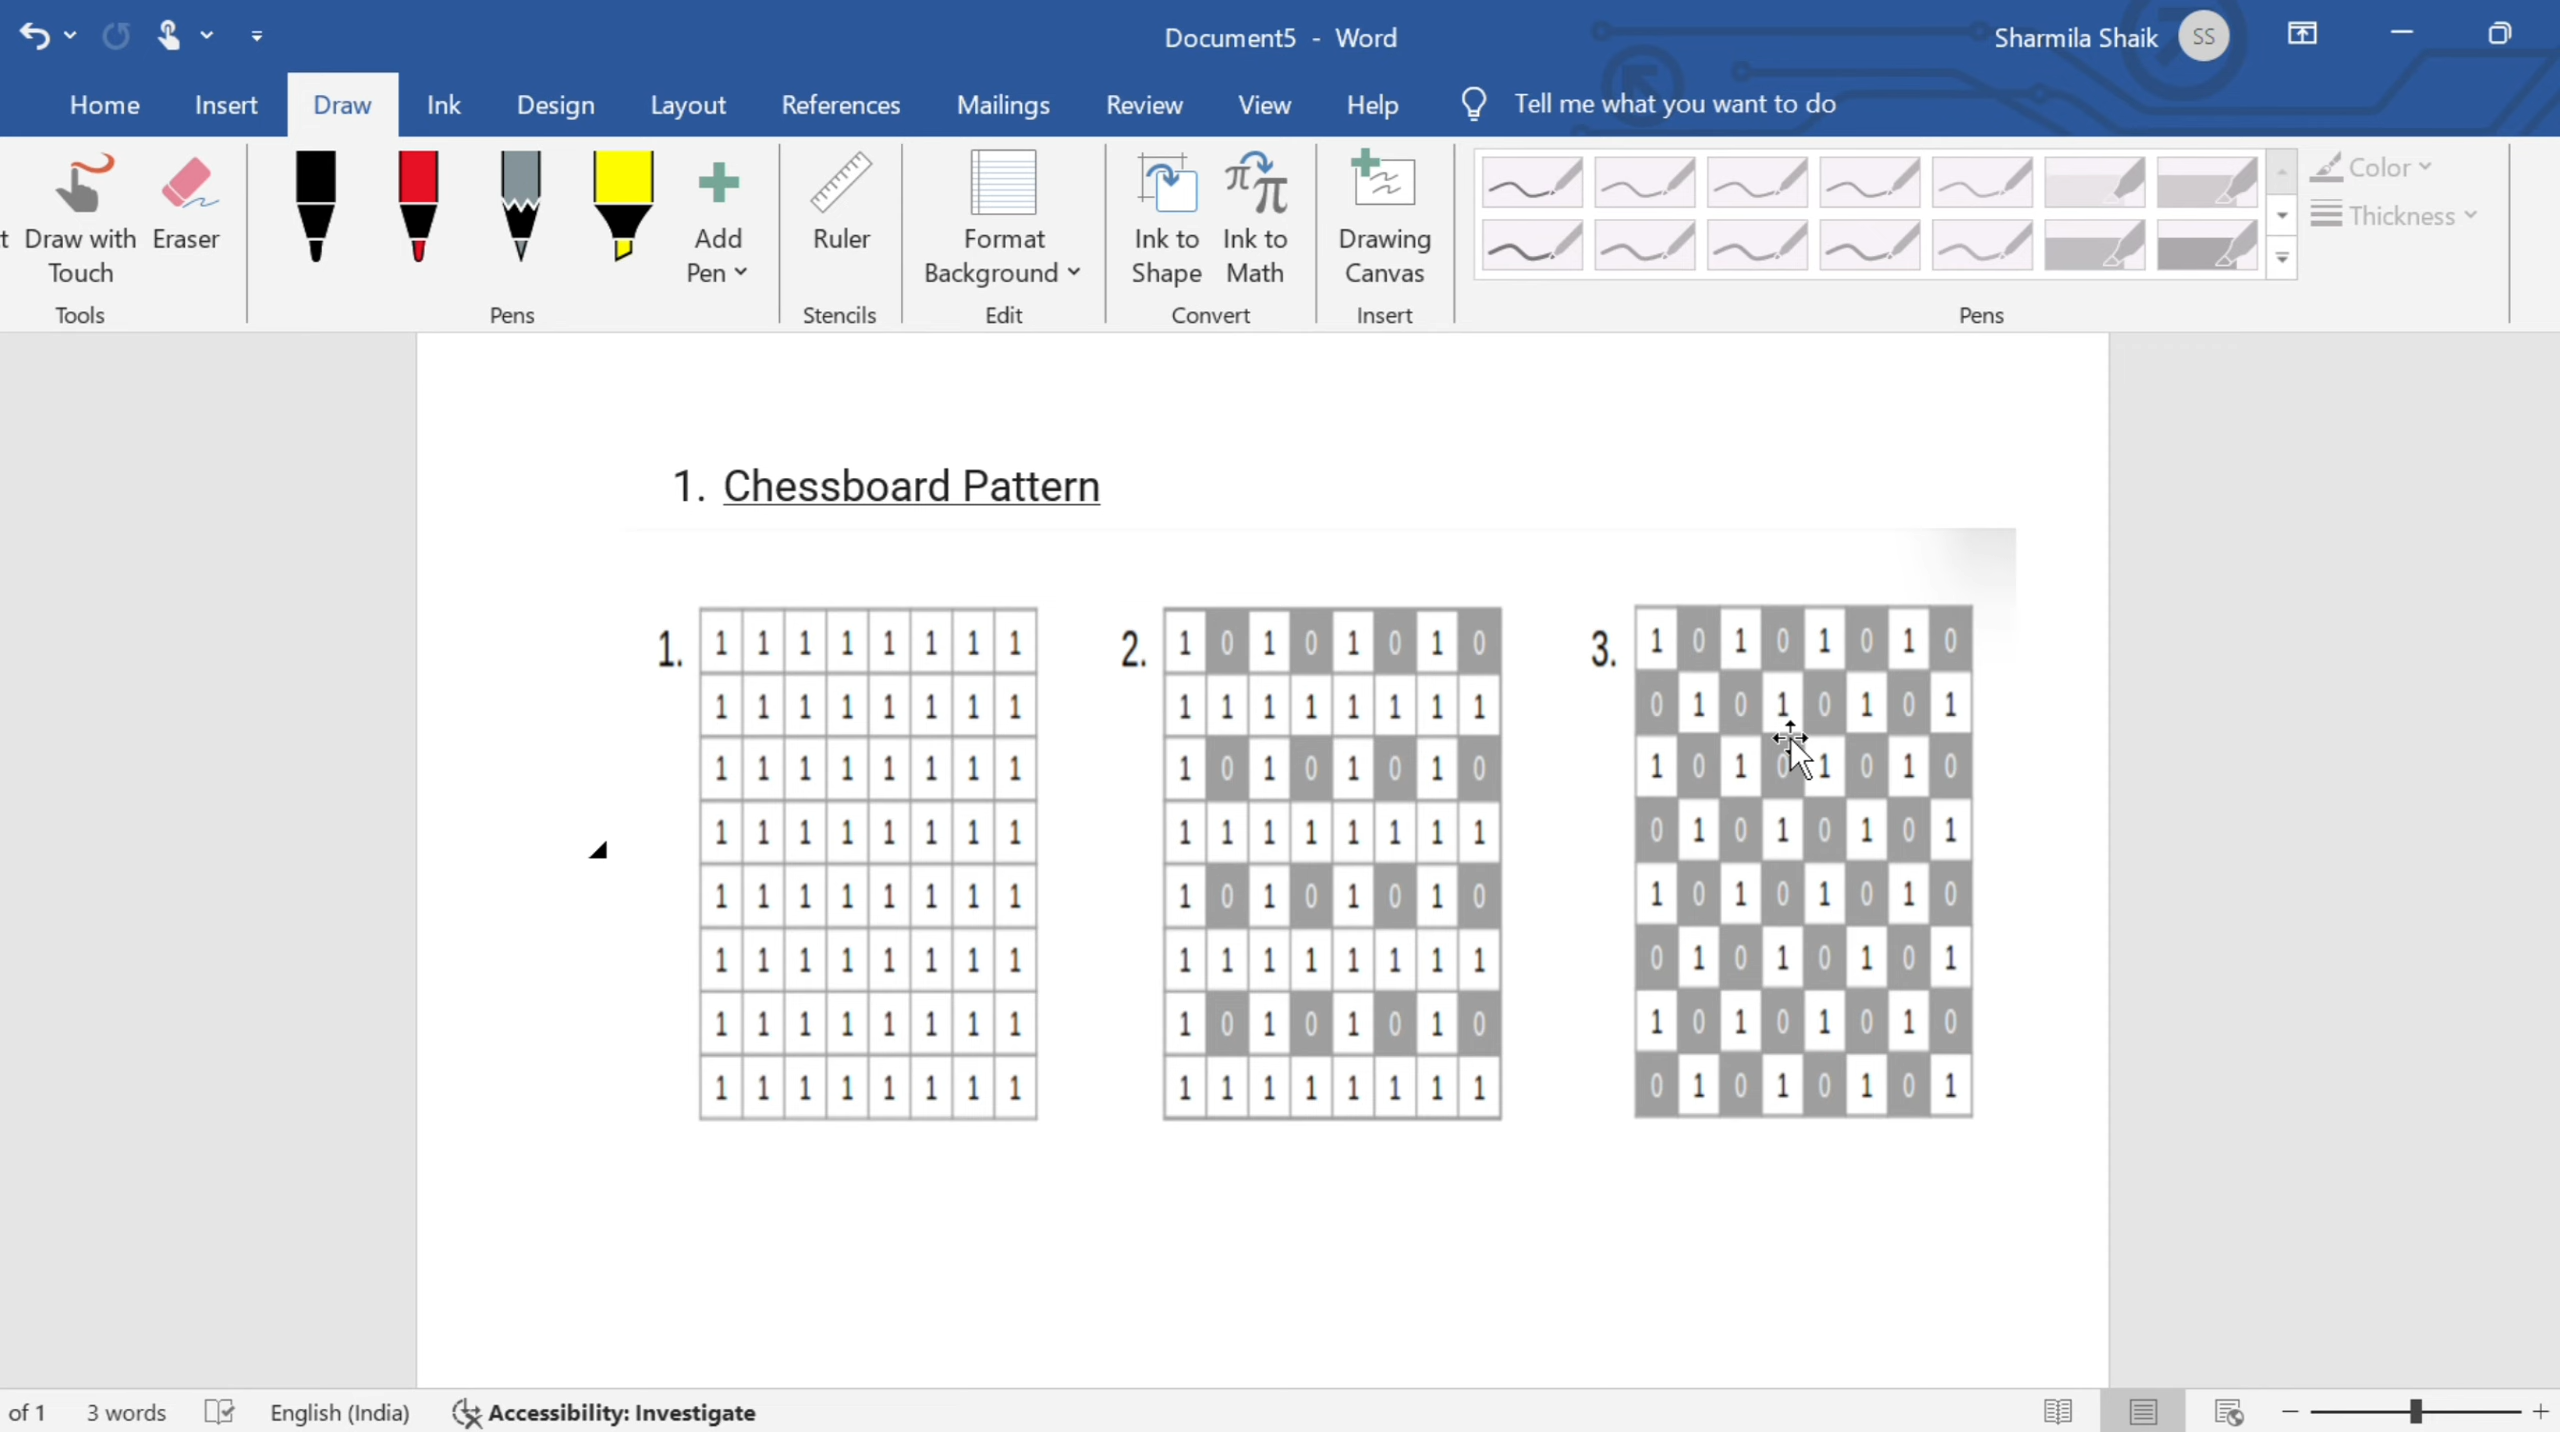 Document5 - Word
Sharmila Shaik SS
Home Insert Draw Ink Design Layout References Mailings Review View Help Tell me what you want to do
t Draw with Touch
Eraser
Add Pen
Ruler
Format Background
Ink to Shape
Ink to Math
Drawing Canvas
Color
Thickness
Tools Pens Stencils Edit Convert Insert Pens
1. Chessboard Pattern
1.
1 1 1 1 1 1 1 1
1 1 1 1 1 1 1 1
1 1 1 1 1 1 1 1
1 1 1 1 1 1 1 1
1 1 1 1 1 1 1 1
1 1 1 1 1 1 1 1
1 1 1 1 1 1 1 1
1 1 1 1 1 1 1 1
2.
1 0 1 0 1 0 1 0
1 1 1 1 1 1 1 1
1 0 1 0 1 0 1 0
1 1 1 1 1 1 1 1
1 0 1 0 1 0 1 0
1 1 1 1 1 1 1 1
1 0 1 0 1 0 1 0
1 1 1 1 1 1 1 1
3.
1 0 1 0 1 0 1 0
0 1 0 1 0 1 0 1
1 0 1 0 1 0 1 0
0 1 0 1 0 1 0 1
1 0 1 0 1 0 1 0
0 1 0 1 0 1 0 1
1 0 1 0 1 0 1 0
0 1 0 1 0 1 0 1
of 1 3 words English (India) Accessibility: Investigate